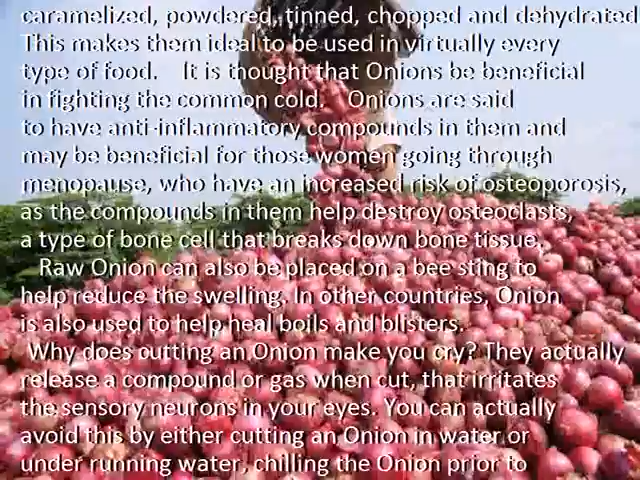 caramelized, powdered, tinned, chopped and dehydrated
This makes them ideal to be used in virtually every
type of food. It is thought that Onions be beneficial
in fighting the common cold. Onions are said
to have anti-inflammatory compounds in them and
may be beneficial for those women going through
menopause, who have an increased risk of osteoporosis,
as the compounds in them help destroy osteoclasts,
a type of bone cell that breaks down bone tissue.
Raw Onion can also be placed on a bee sting to
help reduce the swelling. In other countries, Onion
is also used to help heal boils and blisters.
Why does cutting an Onion make you cry? They actually
release a compound or gas when cut, that irritates
the sensory neurons in your eyes. You can actually
avoid this by either cutting an Onion in water or
under running water, chilling the Onion prior to